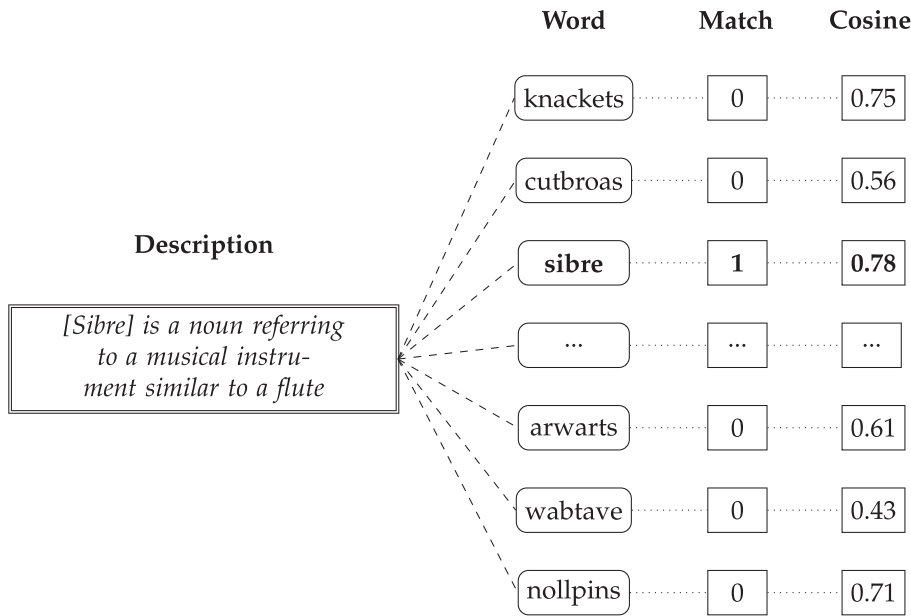 Word Match Cosine
knackets 0 0.75
cutbroas 0 0.56
Description
sibre 1 0.78
[Sibre] is a noun referring
to a musical instru-
ment similar to a flute
... ... ...
arwarts 0 0.61
wabtave 0 0.43
nollpins 0 0.71